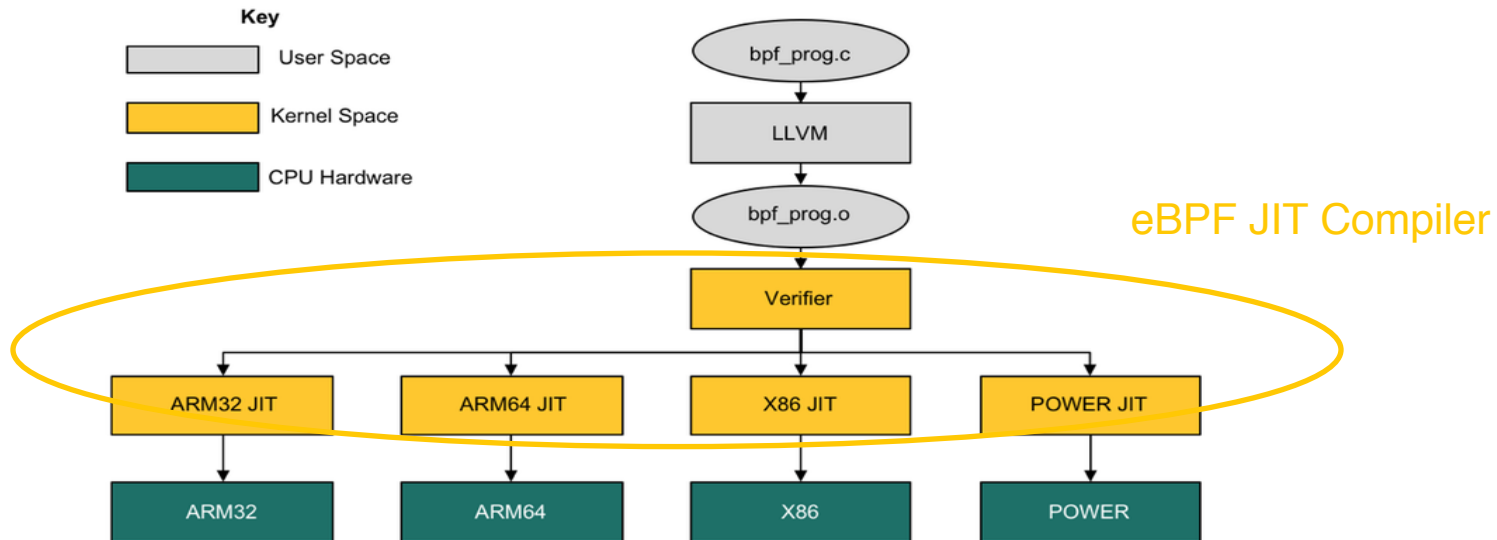 Key
User Space
Kernel Space
CPU Hardware
bpf_prog.c
LLVM
bpf_prog.o
eBPF JIT Compiler
Verifier
ARM32 JIT
ARM64 JIT
X86 JIT
POWER JIT
ARM32
ARM64
X86
POWER